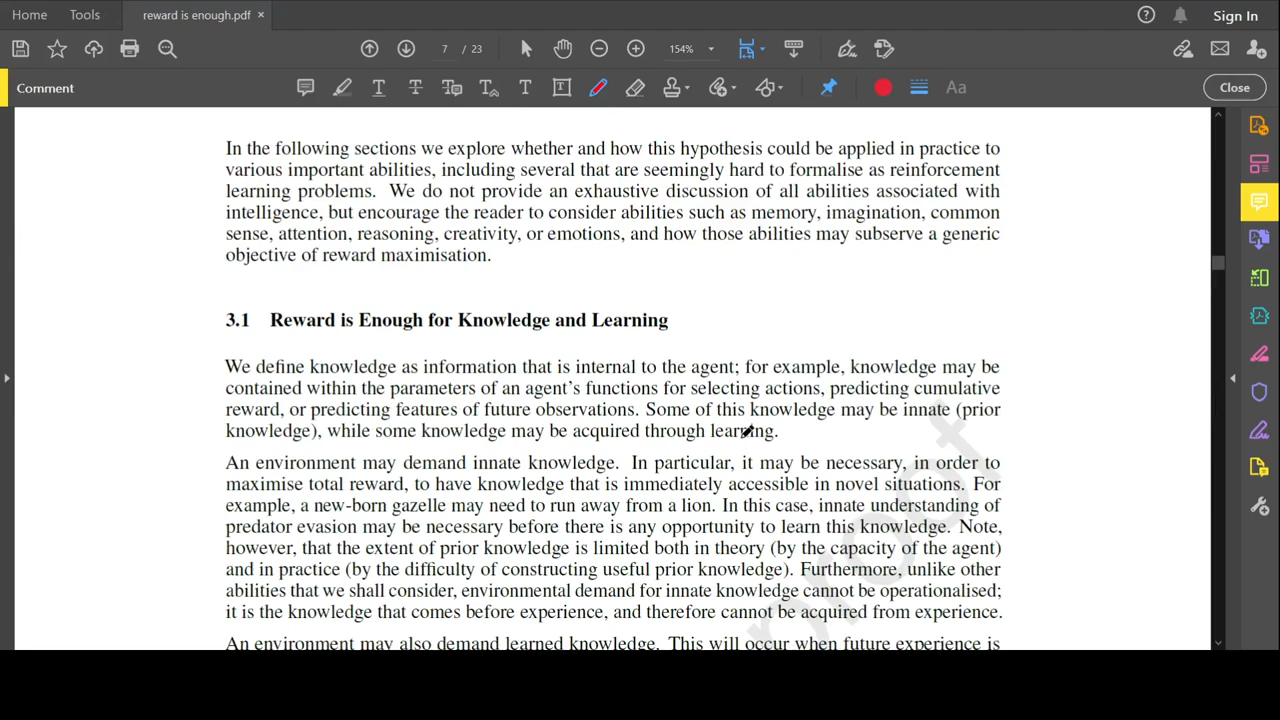 Home Tools reward is enough.pdf × Sign In
7 / 23 154%
Comment Aa Close
In the following sections we explore whether and how this hypothesis could be applied in practice to
various important abilities, including several that are seemingly hard to formalise as reinforcement
learning problems. We do not provide an exhaustive discussion of all abilities associated with
intelligence, but encourage the reader to consider abilities such as memory, imagination, common
sense, attention, reasoning, creativity, or emotions, and how those abilities may subserve a generic
objective of reward maximisation.
3.1 Reward is Enough for Knowledge and Learning
We define knowledge as information that is internal to the agent; for example, knowledge may be
contained within the parameters of an agent's functions for selecting actions, predicting cumulative
reward, or predicting features of future observations. Some of this knowledge may be innate (prior
knowledge), while some knowledge may be acquired through learning.
An environment may demand innate knowledge. In particular, it may be necessary, in order to
maximise total reward, to have knowledge that is immediately accessible in novel situations. For
example, a new-born gazelle may need to run away from a lion. In this case, innate understanding of
predator evasion may be necessary before there is any opportunity to learn this knowledge. Note,
however, that the extent of prior knowledge is limited both in theory (by the capacity of the agent)
and in practice (by the difficulty of constructing useful prior knowledge). Furthermore, unlike other
abilities that we shall consider, environmental demand for innate knowledge cannot be operationalised;
it is the knowledge that comes before experience, and therefore cannot be acquired from experience.
An environment may also demand learned knowledge. This will occur when future experience is
proof